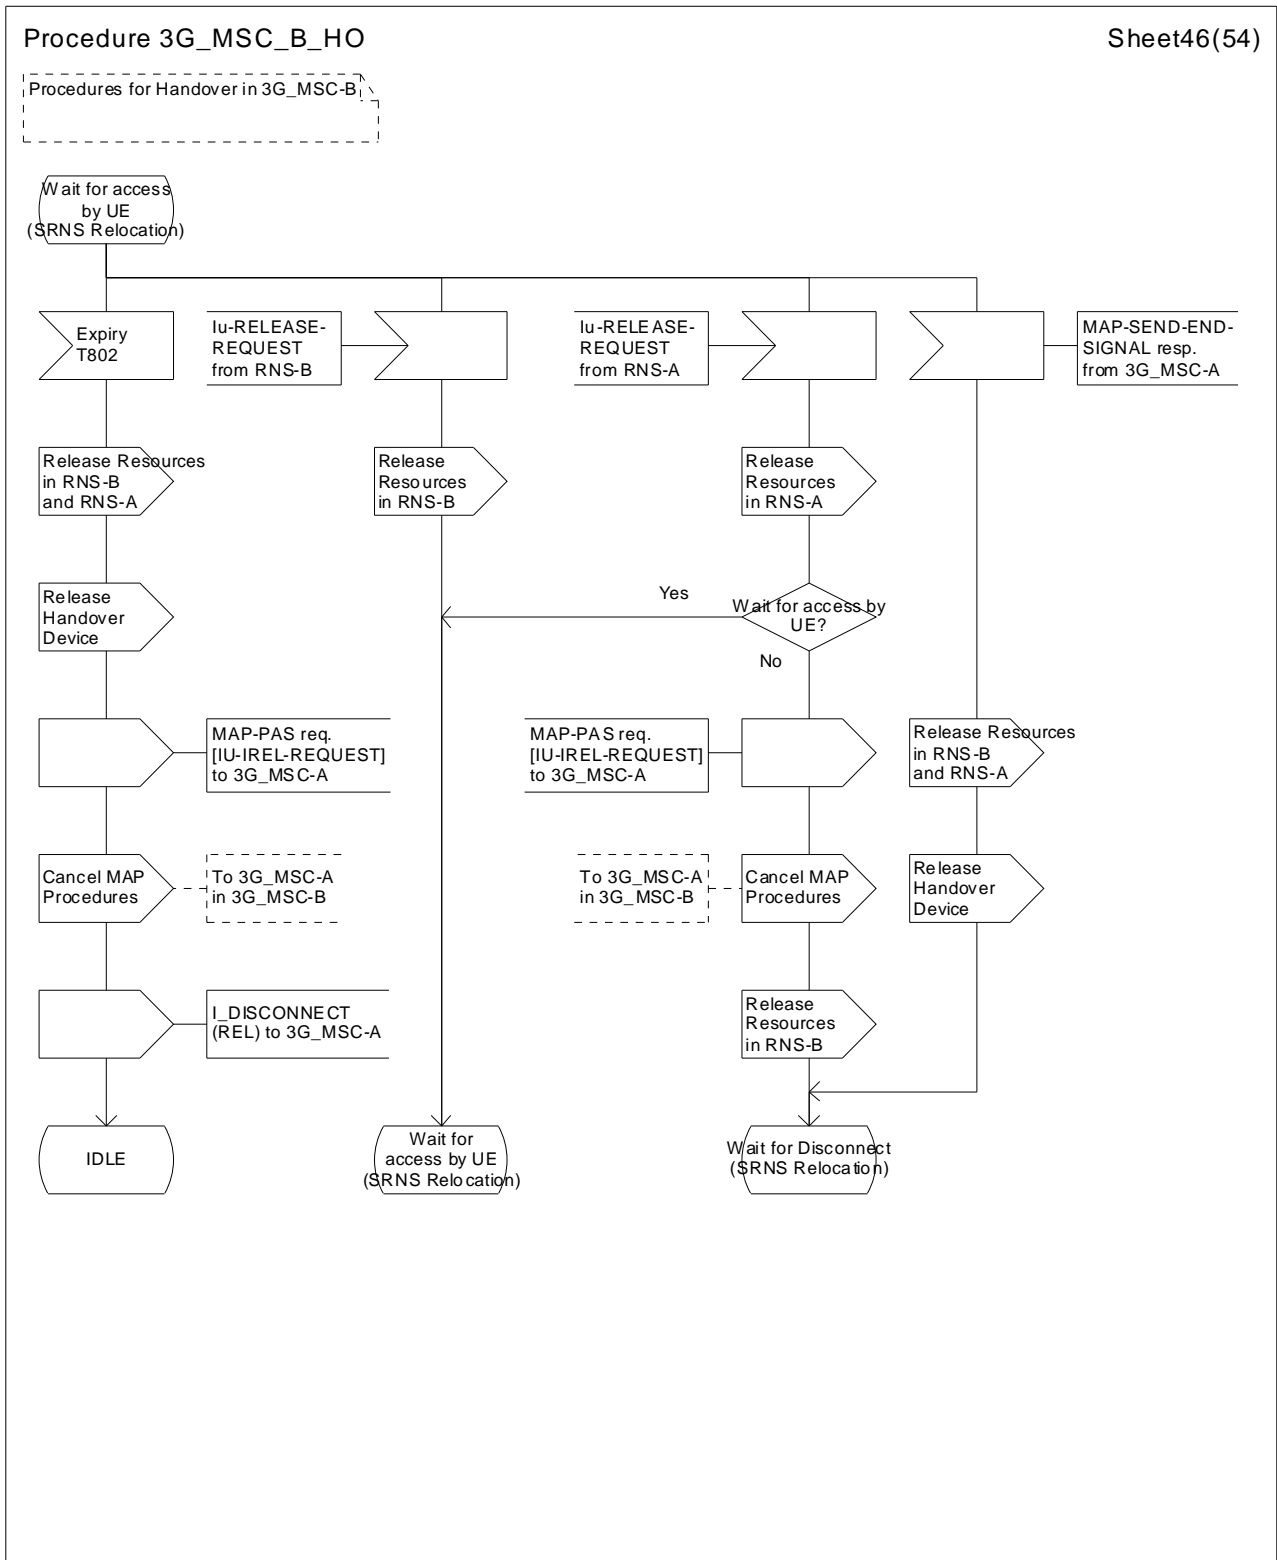 Procedure 3G_MSC_B_HO
Sheet46(54)
Procedures for Handover in 3G_MSC-B
Wait for access
by UE
(SRNS Relocation)
Expiry
T802
Iu-RELEASE-
REQUEST
from RNS-B
Iu-RELEASE-
REQUEST
from RNS-A
MAP-SEND-END-
SIGNAL resp.
from 3G_MSC-A
Release Resources
in RNS-B
and RNS-A
Release
Resources
in RNS-B
Release
Resources
in RNS-A
Release
Handover
Device
Yes
Wait for access by
UE?
No
MAP-PAS req.
[IU-IREL-REQUEST]
to 3G_MSC-A
MAP-PAS req.
[IU-IREL-REQUEST]
to 3G_MSC-A
Release Resources
in RNS-B
and RNS-A
Cancel MAP
Procedures
To 3G_MSC-A
in 3G_MSC-B
To 3G_MSC-A
in 3G_MSC-B
Cancel MAP
Procedures
Release
Handover
Device
I_DISCONNECT
(REL) to 3G_MSC-A
Release
Resources
in RNS-B
IDLE
Wait for
access by UE
(SRNS Relocation)
Wait for Disconnect
(SRNS Relocation)